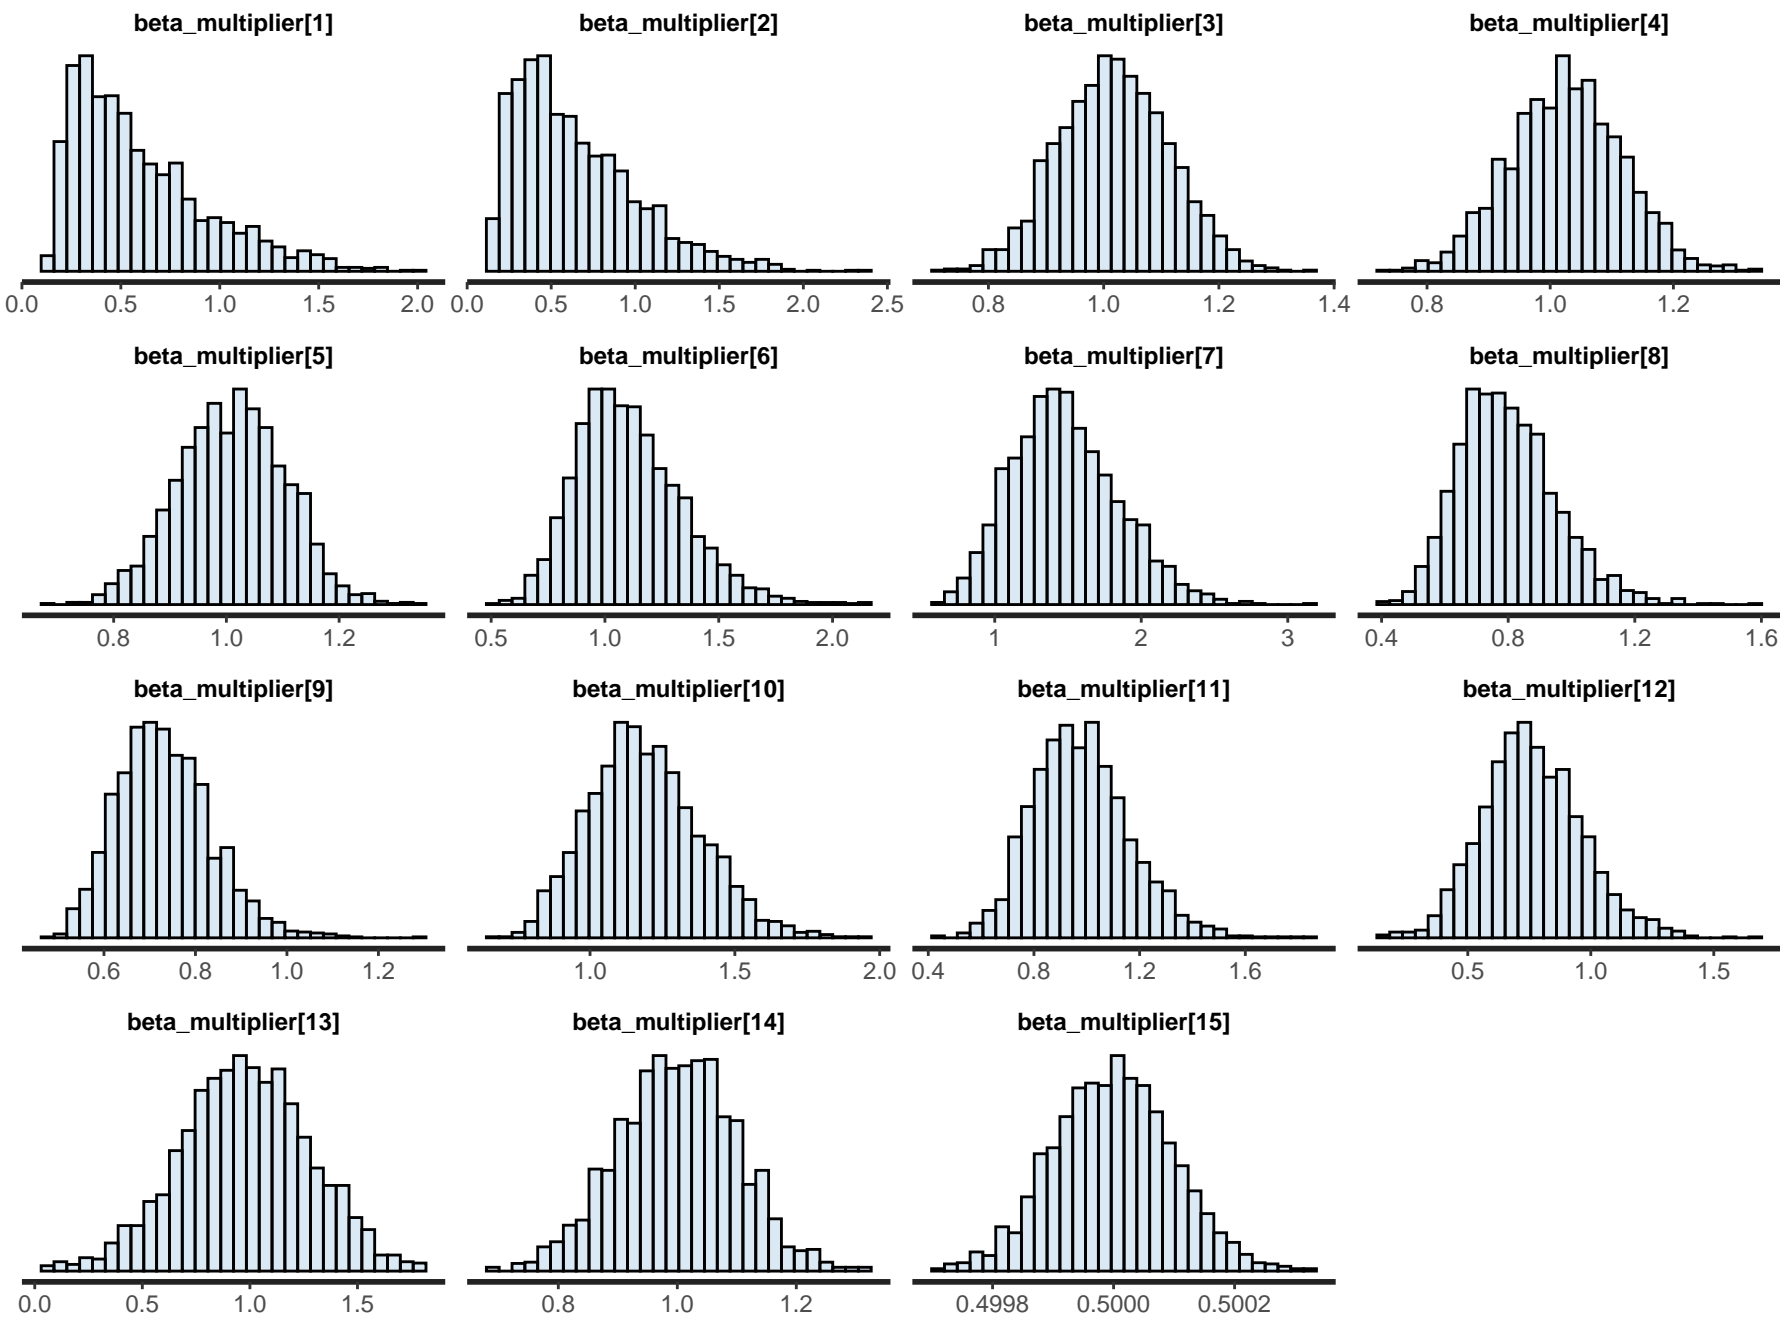 beta_multiplier[1] beta_multiplier[2] beta_multiplier[3] beta_multiplier[4]
0.0 0.5 1.0 1.5 2.0 0.0 0.5 1.0 1.5 2.0 2.5 0.8 1.0 1.2 1.4 0.8 1.0 1.2
beta_multiplier[5] beta_multiplier[6] beta_multiplier[7] beta_multiplier[8]
0.8 1.0 1.2 0.5 1.0 1.5 2.0 1 2 3 0.4 0.8 1.2 1.6
beta_multiplier[9] beta_multiplier[10] beta_multiplier[11] beta_multiplier[12]
0.6 0.8 1.0 1.2 1.0 1.5 2.0 0.4 0.8 1.2 1.6 0.5 1.0 1.5
beta_multiplier[13] beta_multiplier[14] beta_multiplier[15]
0.0 0.5 1.0 1.5 0.8 1.0 1.2 0.4998 0.5000 0.5002